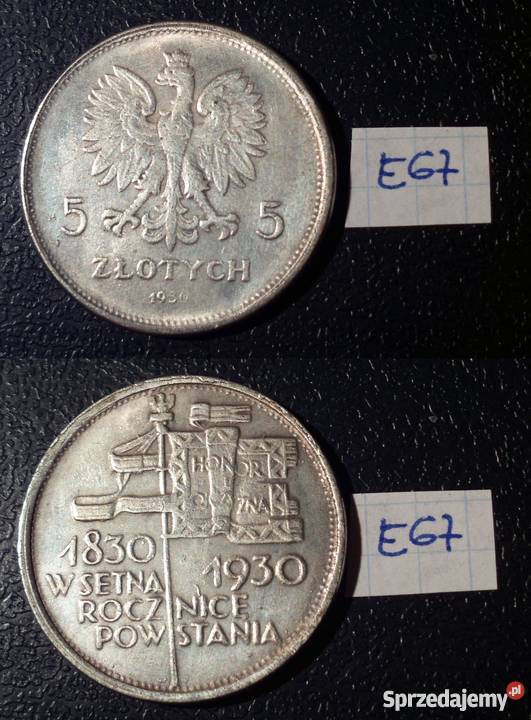 5 5
ZŁOTYCH
1930
E67
HONOR
OJCZYZNA
1830 1930
W SETNĄ
ROCZNICĘ
POWSTANIA
E67
Sprzedajemy.pl